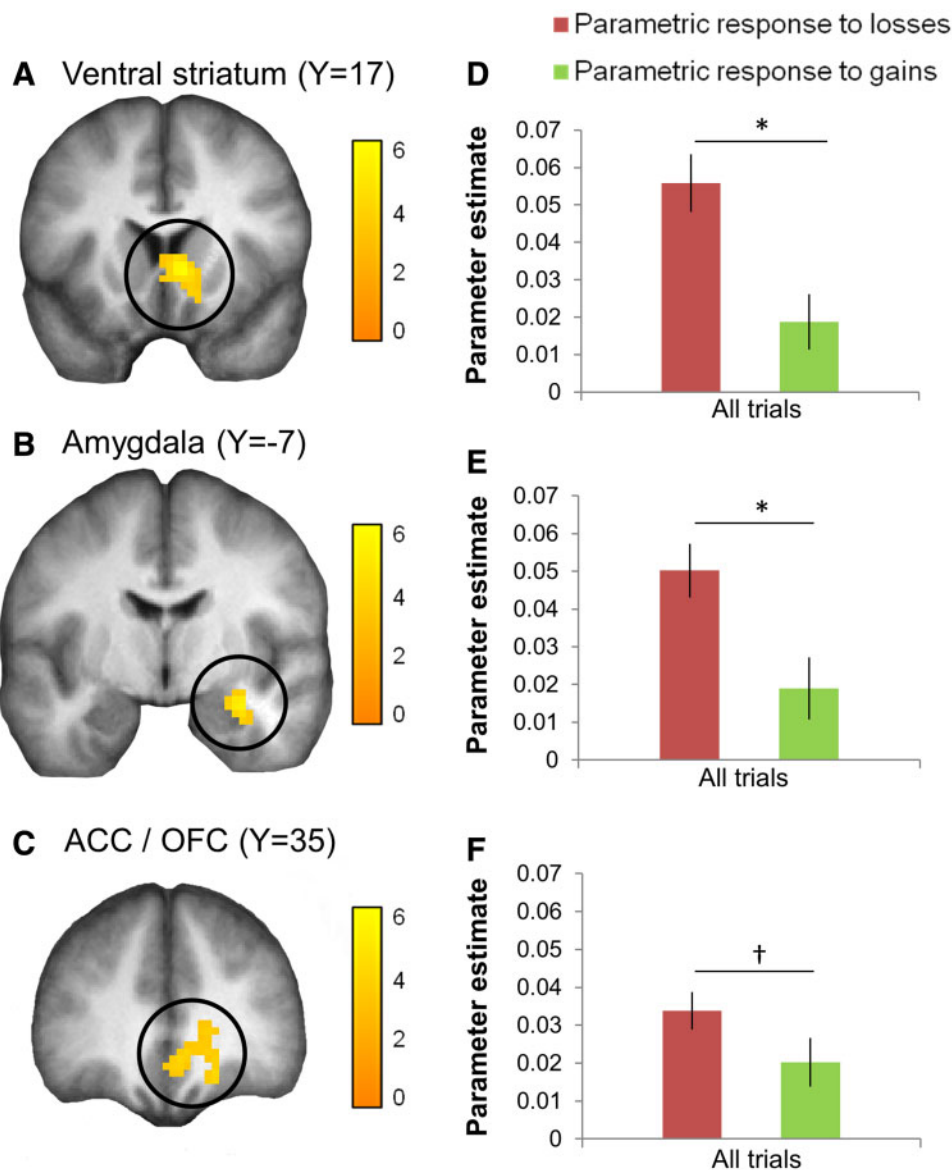 Parametric response to losses
Parametric response to gains
A Ventral striatum (Y=17)
6
4
2
0
D
Parameter estimate
0.07
0.06
0.05
0.04
0.03
0.02
0.01
0
*
All trials
B Amygdala (Y=-7)
6
4
2
0
E
Parameter estimate
0.07
0.06
0.05
0.04
0.03
0.02
0.01
0
*
All trials
C ACC / OFC (Y=35)
6
4
2
0
F
Parameter estimate
0.07
0.06
0.05
0.04
0.03
0.02
0.01
0
†
All trials